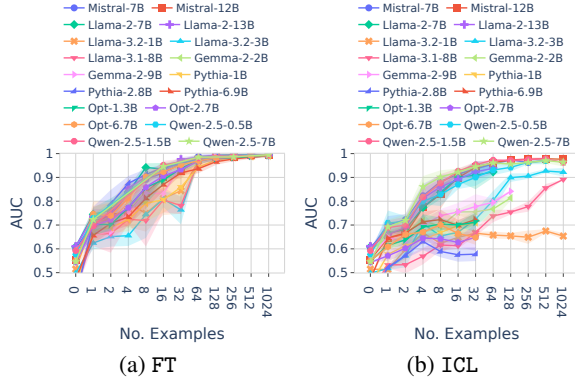 Mistral-7B Mistral-12B
Llama-2-7B Llama-2-13B
Llama-3.2-1B Llama-3.2-3B
Llama-3.1-8B Gemma-2-2B
Gemma-2-9B Pythia-1B
Pythia-2.8B Pythia-6.9B
Opt-1.3B Opt-2.7B
Opt-6.7B Qwen-2.5-0.5B
Qwen-2.5-1.5B Qwen-2.5-7B
1
0.9
0.8
0.7
0.6
0.5
AUC
0 1 2 4 8 16 32 64 128 256 512 1024
No. Examples
(a) FT
Mistral-7B Mistral-12B
Llama-2-7B Llama-2-13B
Llama-3.2-1B Llama-3.2-3B
Llama-3.1-8B Gemma-2-2B
Gemma-2-9B Pythia-1B
Pythia-2.8B Pythia-6.9B
Opt-1.3B Opt-2.7B
Opt-6.7B Qwen-2.5-0.5B
Qwen-2.5-1.5B Qwen-2.5-7B
1
0.9
0.8
0.7
0.6
0.5
AUC
0 1 2 4 8 16 32 64 128 256 512 1024
No. Examples
(b) ICL